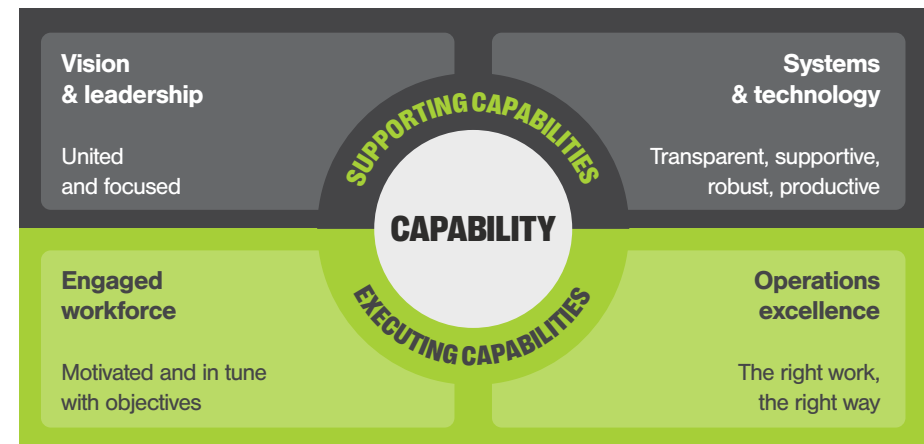 Vision
& leadership
United
and focused
Systems
& technology
Transparent, supportive,
robust, productive
SUPPORTING CAPABILITIES
CAPABILITY
EXECUTING CAPABILITIES
Engaged
workforce
Motivated and in tune
with objectives
Operations
excellence
The right work,
the right way